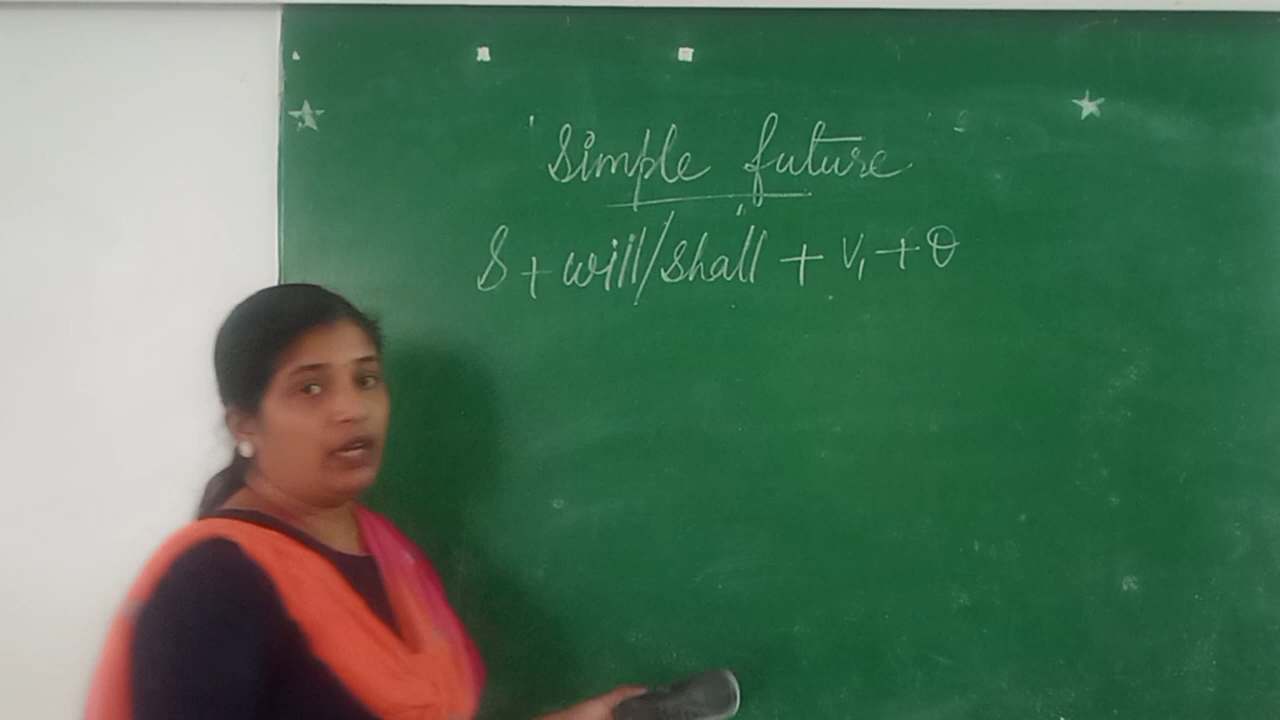 Simple future
S + will/shall + V₁ + O